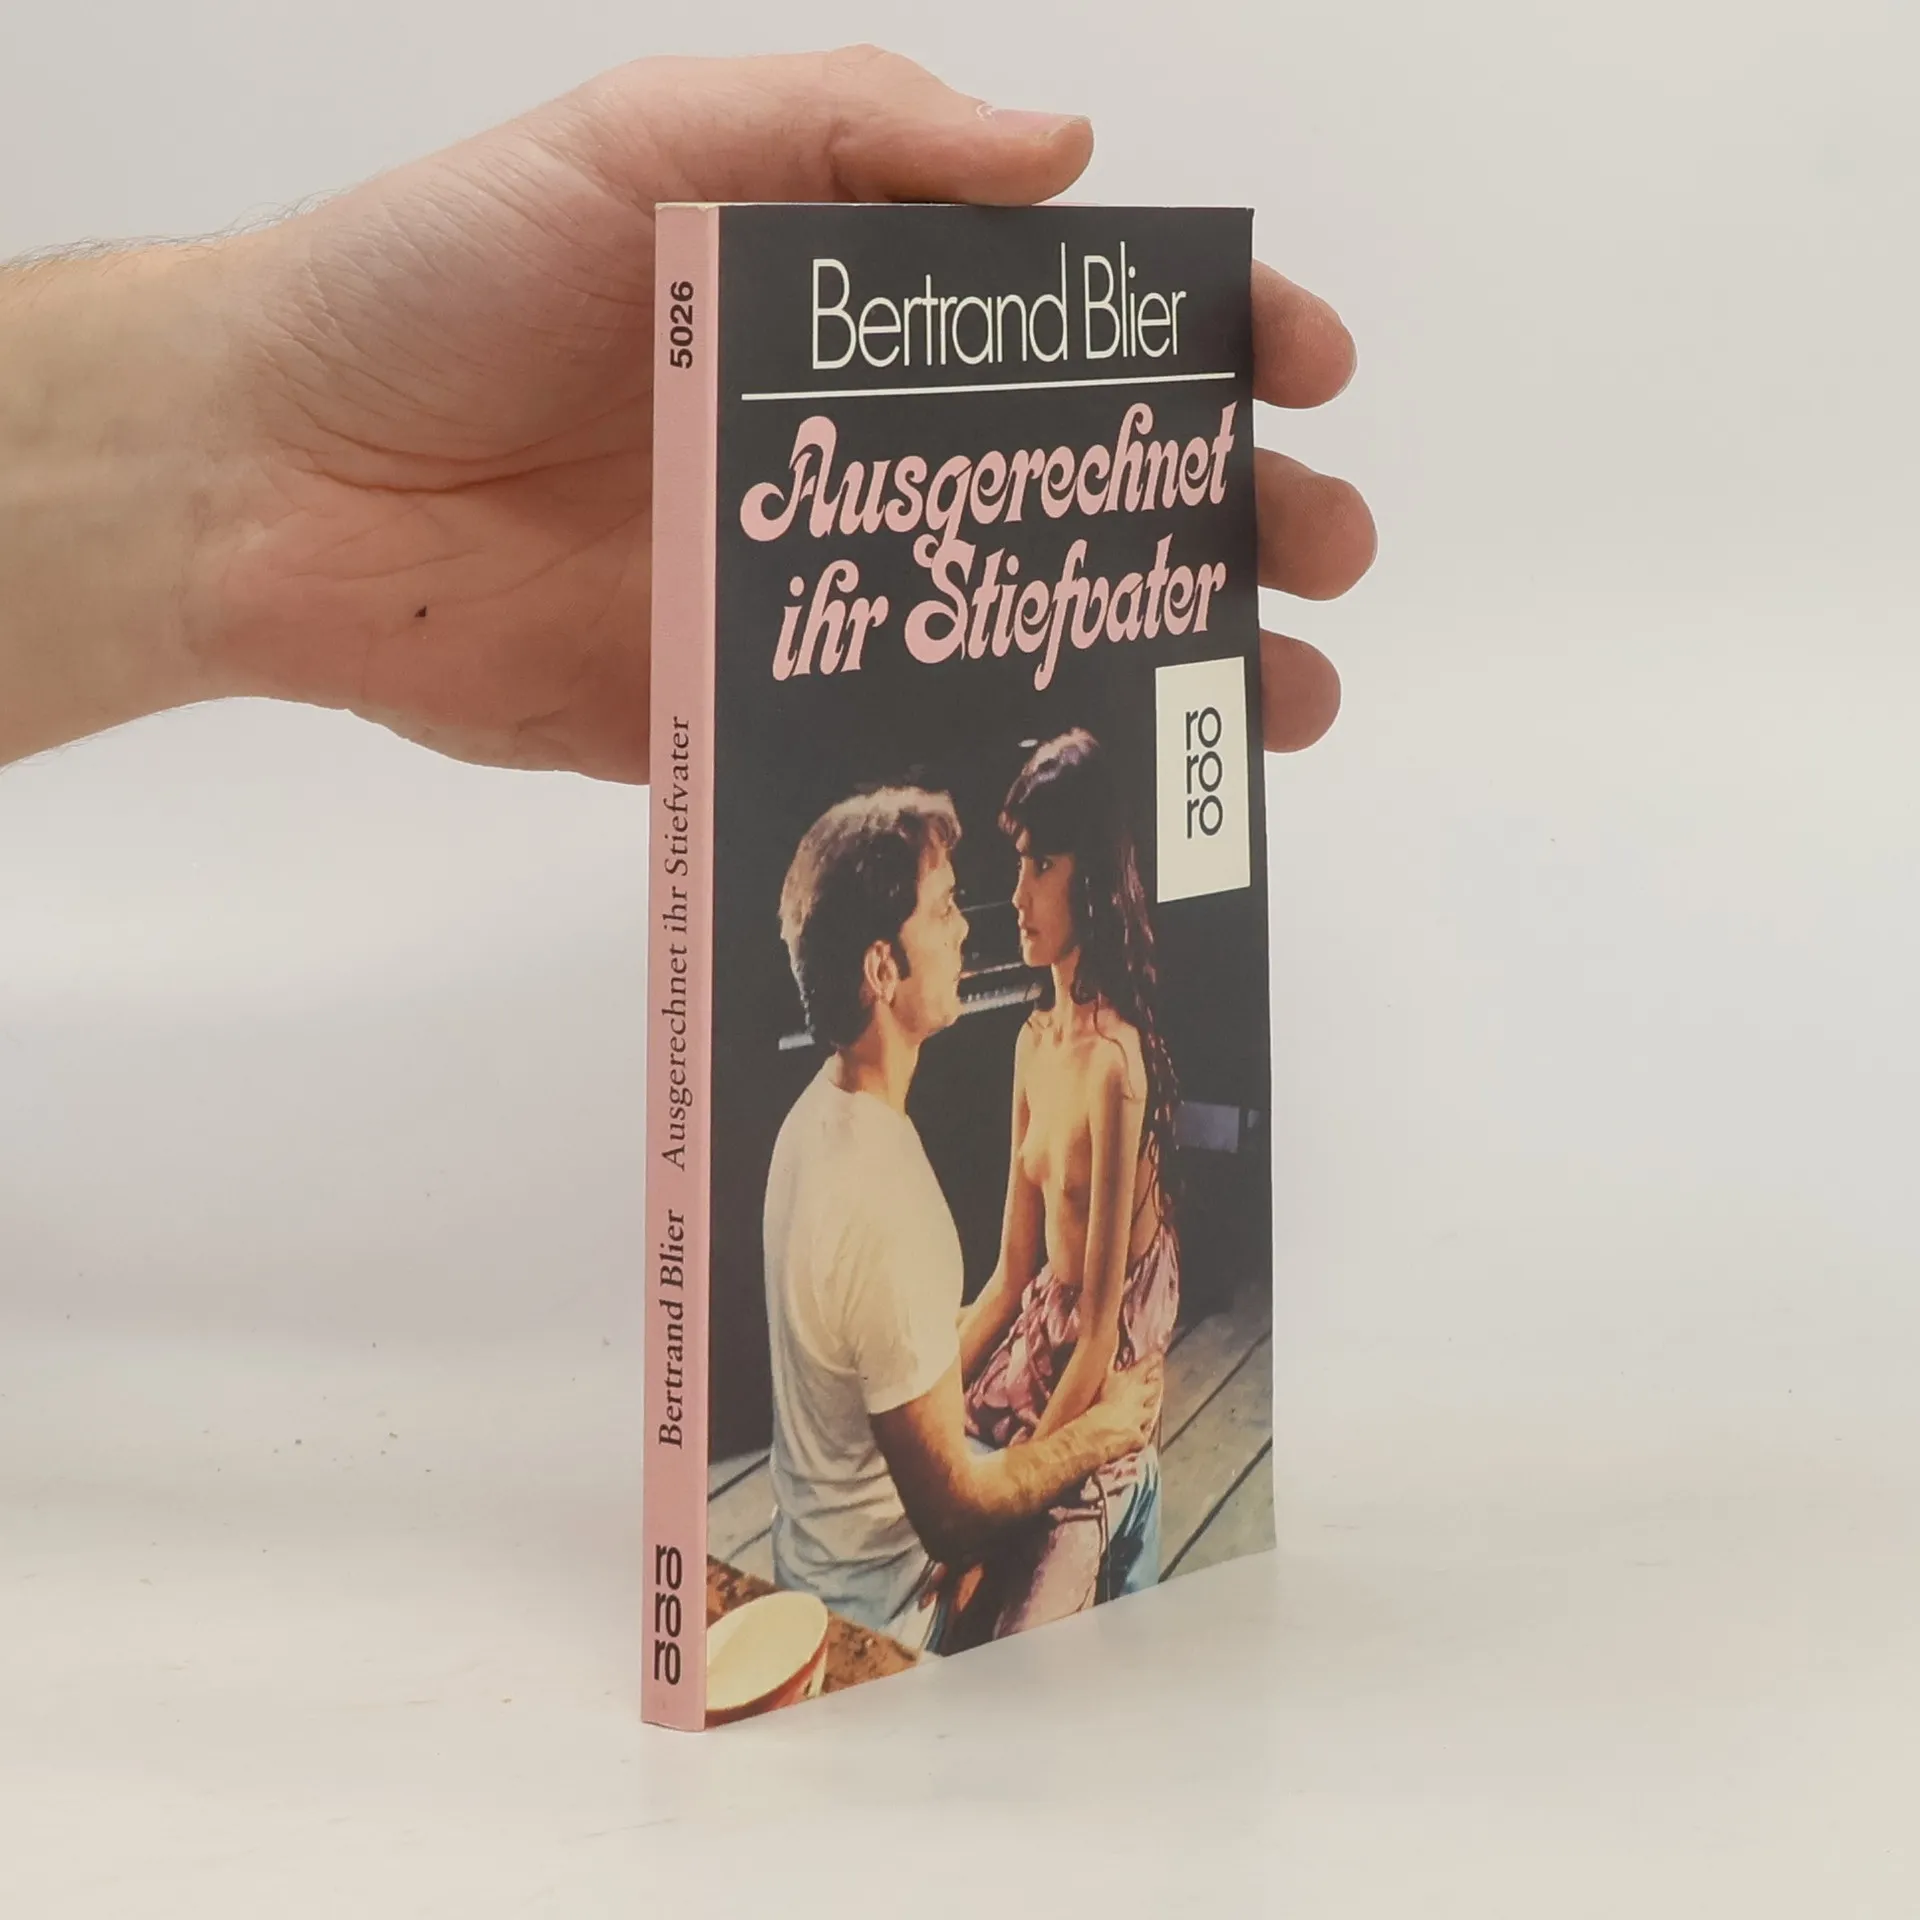 Bertrand Blier
Ausgerechnet
ihr Stiefvater
ro
ro
ro
5026
Bertrand Blier Ausgerechnet ihr Stiefvater
ro
ro
ro